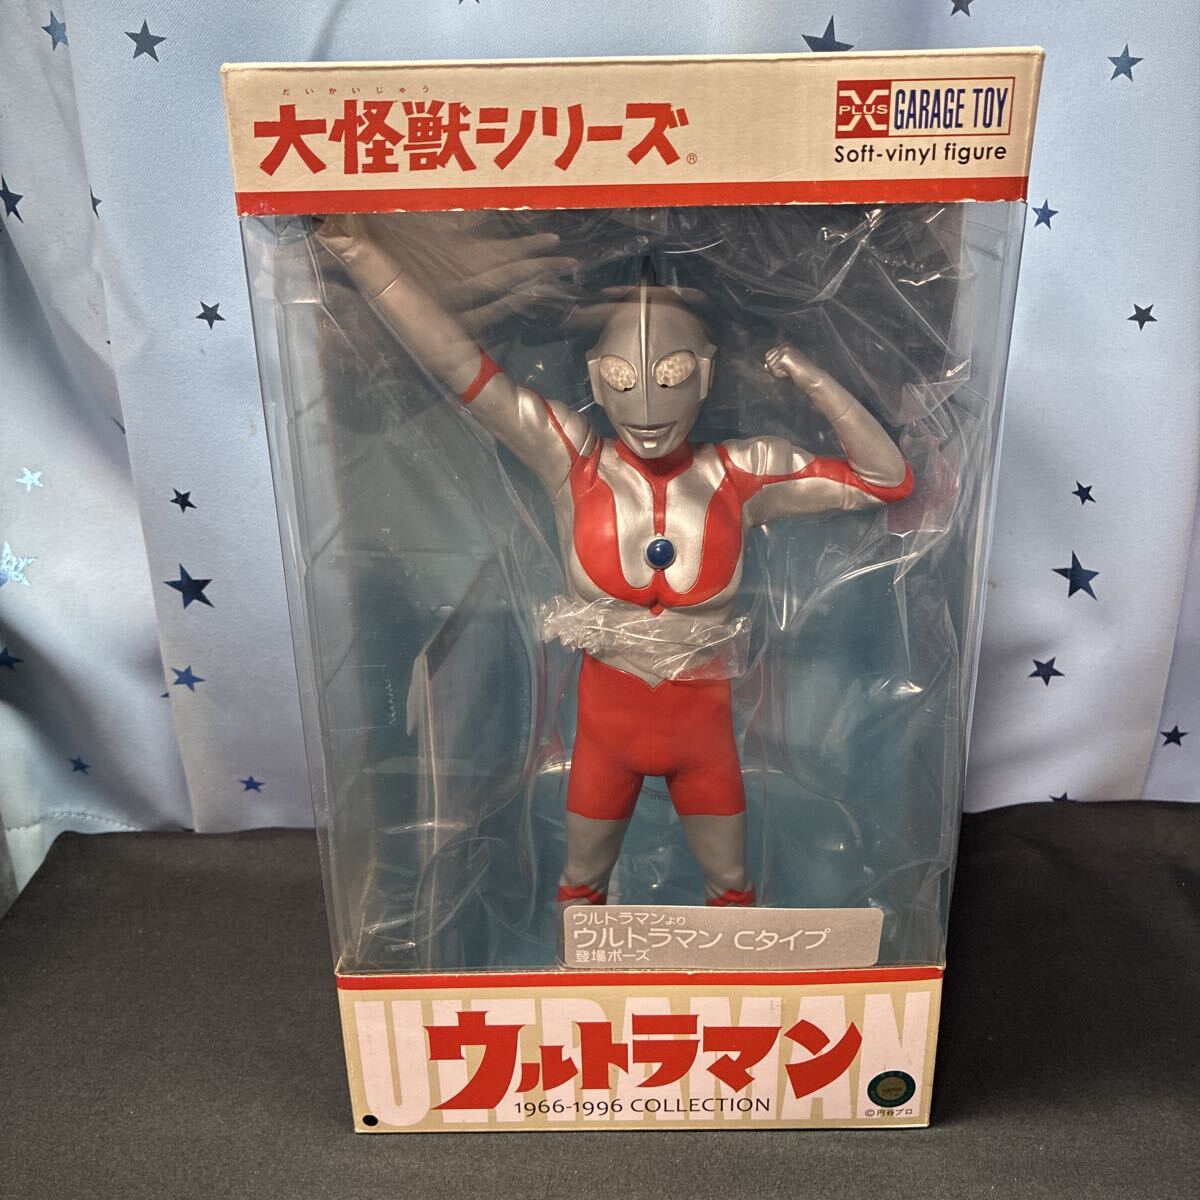 だいかいじゅう
大怪獣シリーズ®
X PLUS GARAGE TOY
Soft-vinyl figure
ウルトラマンより
ウルトラマン Cタイプ
登場ポーズ
ULTRAMAN
ウルトラマン
1966-1996 COLLECTION
©円谷プロ